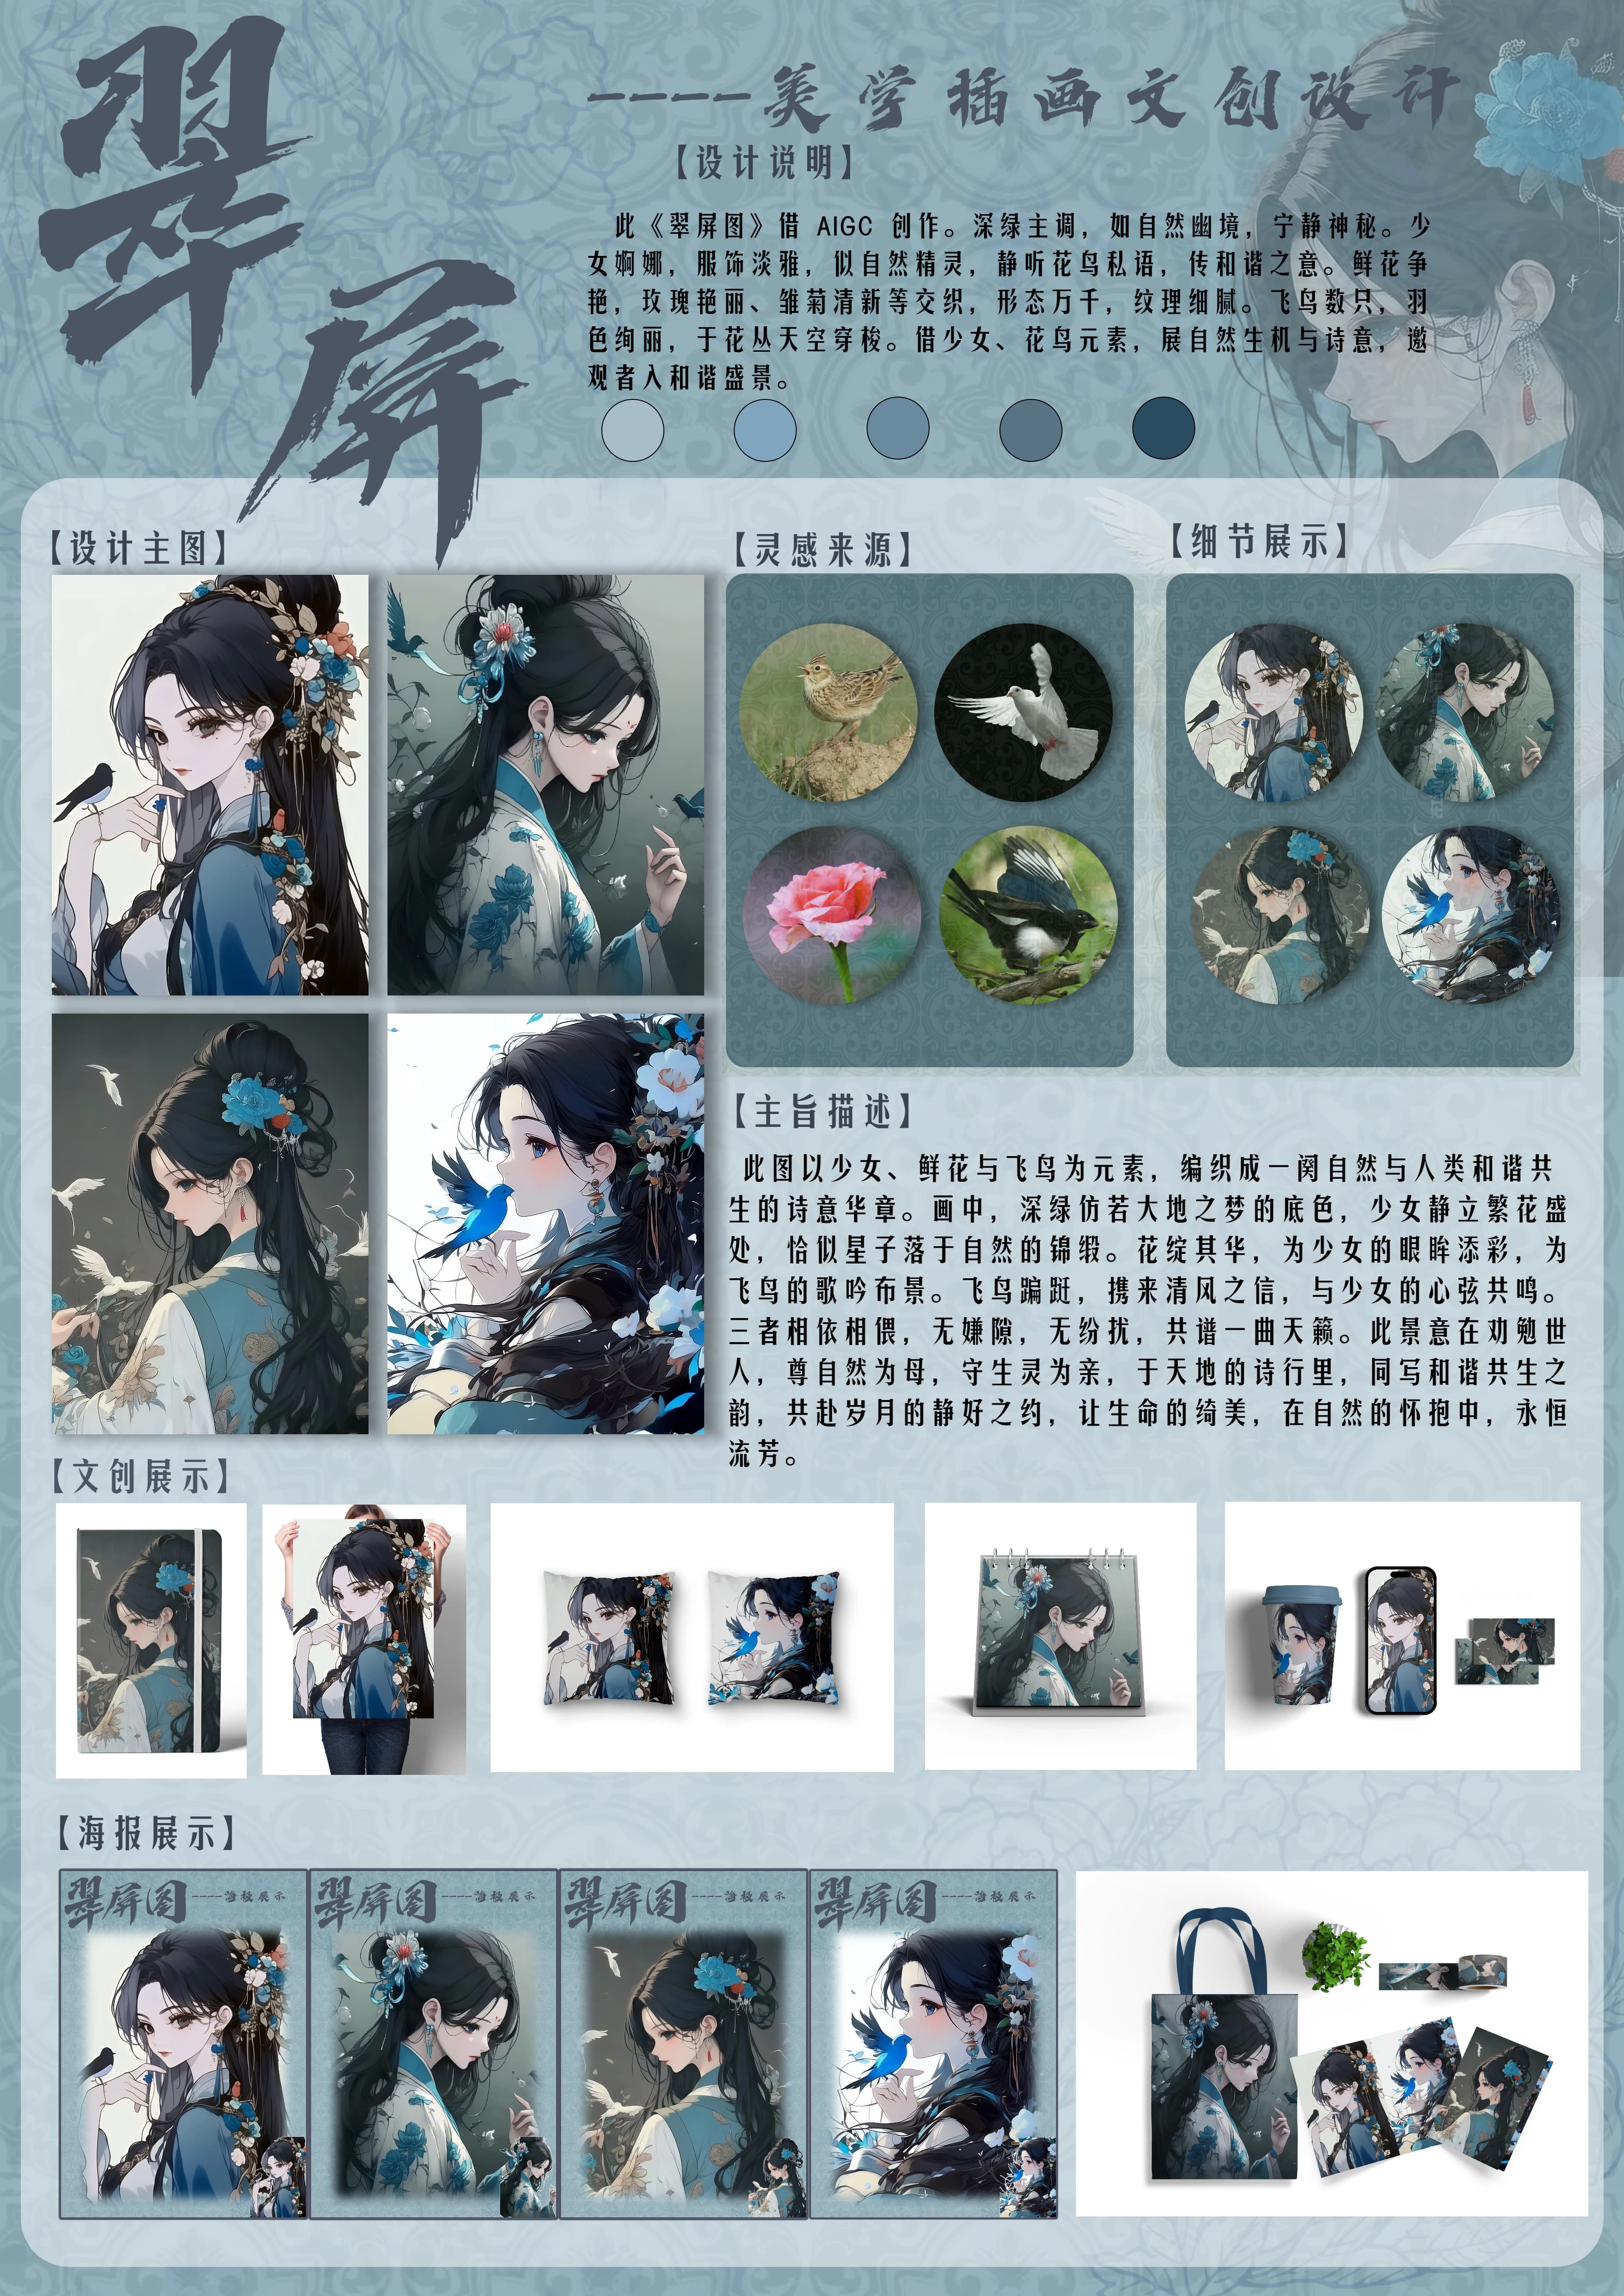 翠屏
----美学插画文创设计
【设计说明】
此《翠屏图》借 AIGC 创作。深绿主调，如自然幽境，宁静神秘。少
女婀娜，服饰淡雅，似自然精灵，静听花鸟私语，传和谐之意。鲜花争
艳，玫瑰艳丽、雏菊清新等交织，形态万千，纹理细腻。飞鸟数只，羽
色绚丽，于花丛天空穿梭。借少女、花鸟元素，展自然生机与诗意，邀
观者入和谐盛景。
【设计主图】
【灵感来源】
【细节展示】
【主旨描述】
此图以少女、鲜花与飞鸟为元素，编织成一阕自然与人类和谐共
生的诗意华章。画中，深绿仿若大地之梦的底色，少女静立繁花盛
处，恰似星子落于自然的锦缎。花绽其华，为少女的眼眸添彩，为
飞鸟的歌吟布景。飞鸟蹁跹，携来清风之信，与少女的心弦共鸣。
三者相依相偎，无嫌隙，无纷扰，共谱一曲天籁。此景意在劝勉世
人，尊自然为母，守生灵为亲，于天地的诗行里，同写和谐共生之
韵，共赴岁月的静好之约，让生命的绮美，在自然的怀抱中，永恒
流芳。
【文创展示】
【海报展示】
翠屏图----海报展示
翠屏图----海报展示
翠屏图----海报展示
翠屏图----海报展示